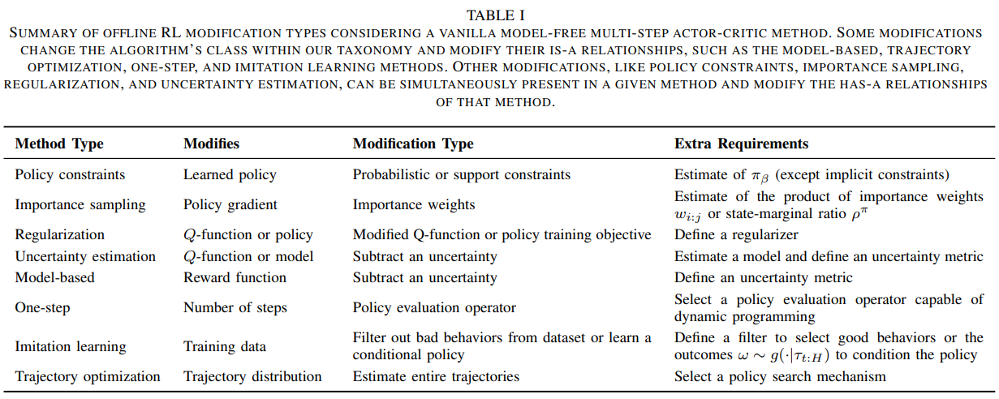 TABLE I
SUMMARY OF OFFLINE RL MODIFICATION TYPES CONSIDERING A VANILLA MODEL-FREE MULTI-STEP ACTOR-CRITIC METHOD. SOME MODIFICATIONS
CHANGE THE ALGORITHM'S CLASS WITHIN OUR TAXONOMY AND MODIFY THEIR IS-A RELATIONSHIPS, SUCH AS THE MODEL-BASED, TRAJECTORY
OPTIMIZATION, ONE-STEP, AND IMITATION LEARNING METHODS. OTHER MODIFICATIONS, LIKE POLICY CONSTRAINTS, IMPORTANCE SAMPLING,
REGULARIZATION, AND UNCERTAINTY ESTIMATION, CAN BE SIMULTANEOUSLY PRESENT IN A GIVEN METHOD AND MODIFY THE HAS-A RELATIONSHIPS
OF THAT METHOD.
Method Type Modifies Modification Type Extra Requirements
Policy constraints Learned policy Probabilistic or support constraints Estimate of π_β (except implicit constraints)
Importance sampling Policy gradient Importance weights Estimate of the product of importance weights
w_{i:j} or state-marginal ratio ρ^π
Regularization Q-function or policy Modified Q-function or policy training objective Define a regularizer
Uncertainty estimation Q-function or model Subtract an uncertainty Estimate a model and define an uncertainty metric
Model-based Reward function Subtract an uncertainty Define an uncertainty metric
One-step Number of steps Policy evaluation operator Select a policy evaluation operator capable of
dynamic programming
Imitation learning Training data Filter out bad behaviors from dataset or learn a
conditional policy Define a filter to select good behaviors or the
outcomes ω ∼ g(·|τ_{t:H}) to condition the policy
Trajectory optimization Trajectory distribution Estimate entire trajectories Select a policy search mechanism